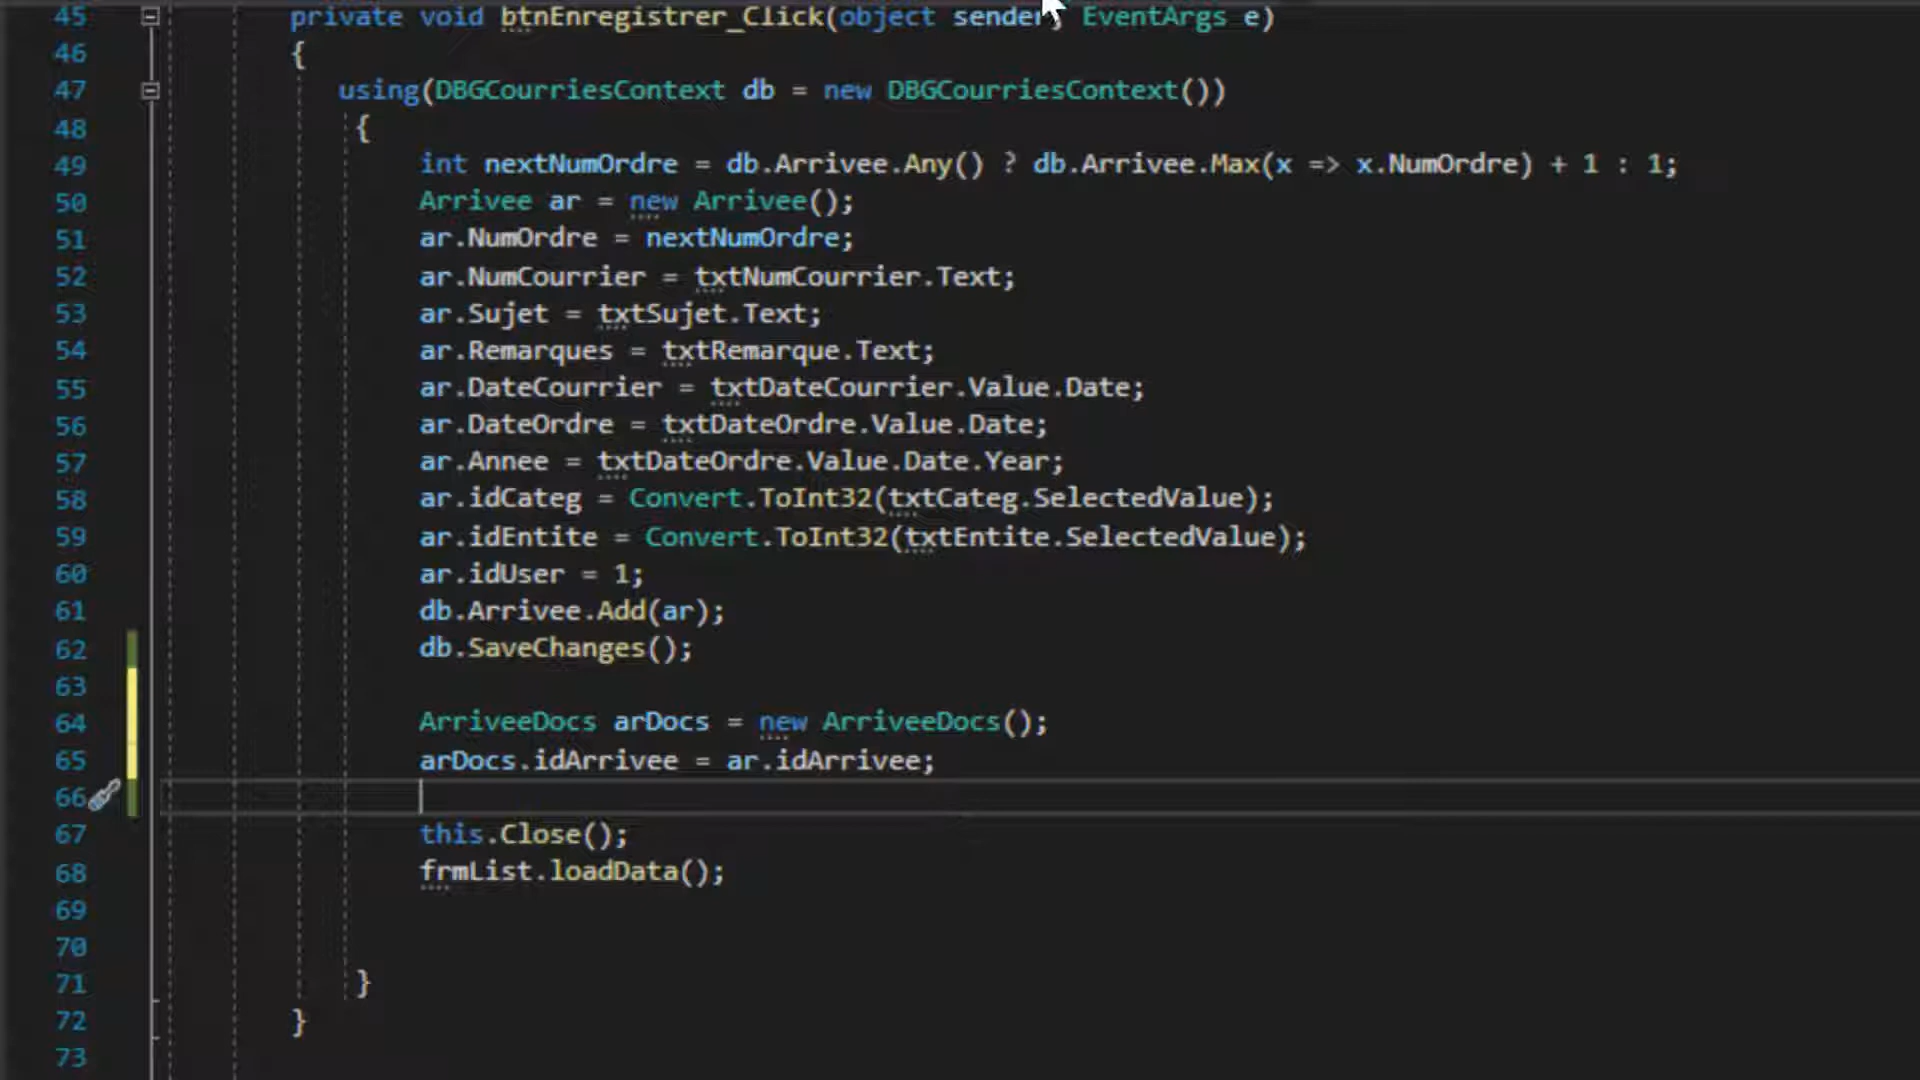 45 private void btnEnregistrer_Click(object sender, EventArgs e)
46 {
47 using(DBGCourriesContext db = new DBGCourriesContext())
48 {
49 int nextNumOrdre = db.Arrivee.Any() ? db.Arrivee.Max(x => x.NumOrdre) + 1 : 1;
50 Arrivee ar = new Arrivee();
51 ar.NumOrdre = nextNumOrdre;
52 ar.NumCourrier = txtNumCourrier.Text;
53 ar.Sujet = txtSujet.Text;
54 ar.Remarques = txtRemarque.Text;
55 ar.DateCourrier = txtDateCourrier.Value.Date;
56 ar.DateOrdre = txtDateOrdre.Value.Date;
57 ar.Annee = txtDateOrdre.Value.Date.Year;
58 ar.idCateg = Convert.ToInt32(txtCateg.SelectedValue);
59 ar.idEntite = Convert.ToInt32(txtEntite.SelectedValue);
60 ar.idUser = 1;
61 db.Arrivee.Add(ar);
62 db.SaveChanges();
63
64 ArriveeDocs arDocs = new ArriveeDocs();
65 arDocs.idArrivee = ar.idArrivee;
66
67 this.Close();
68 frmList.loadData();
69
70
71 }
72 }
73